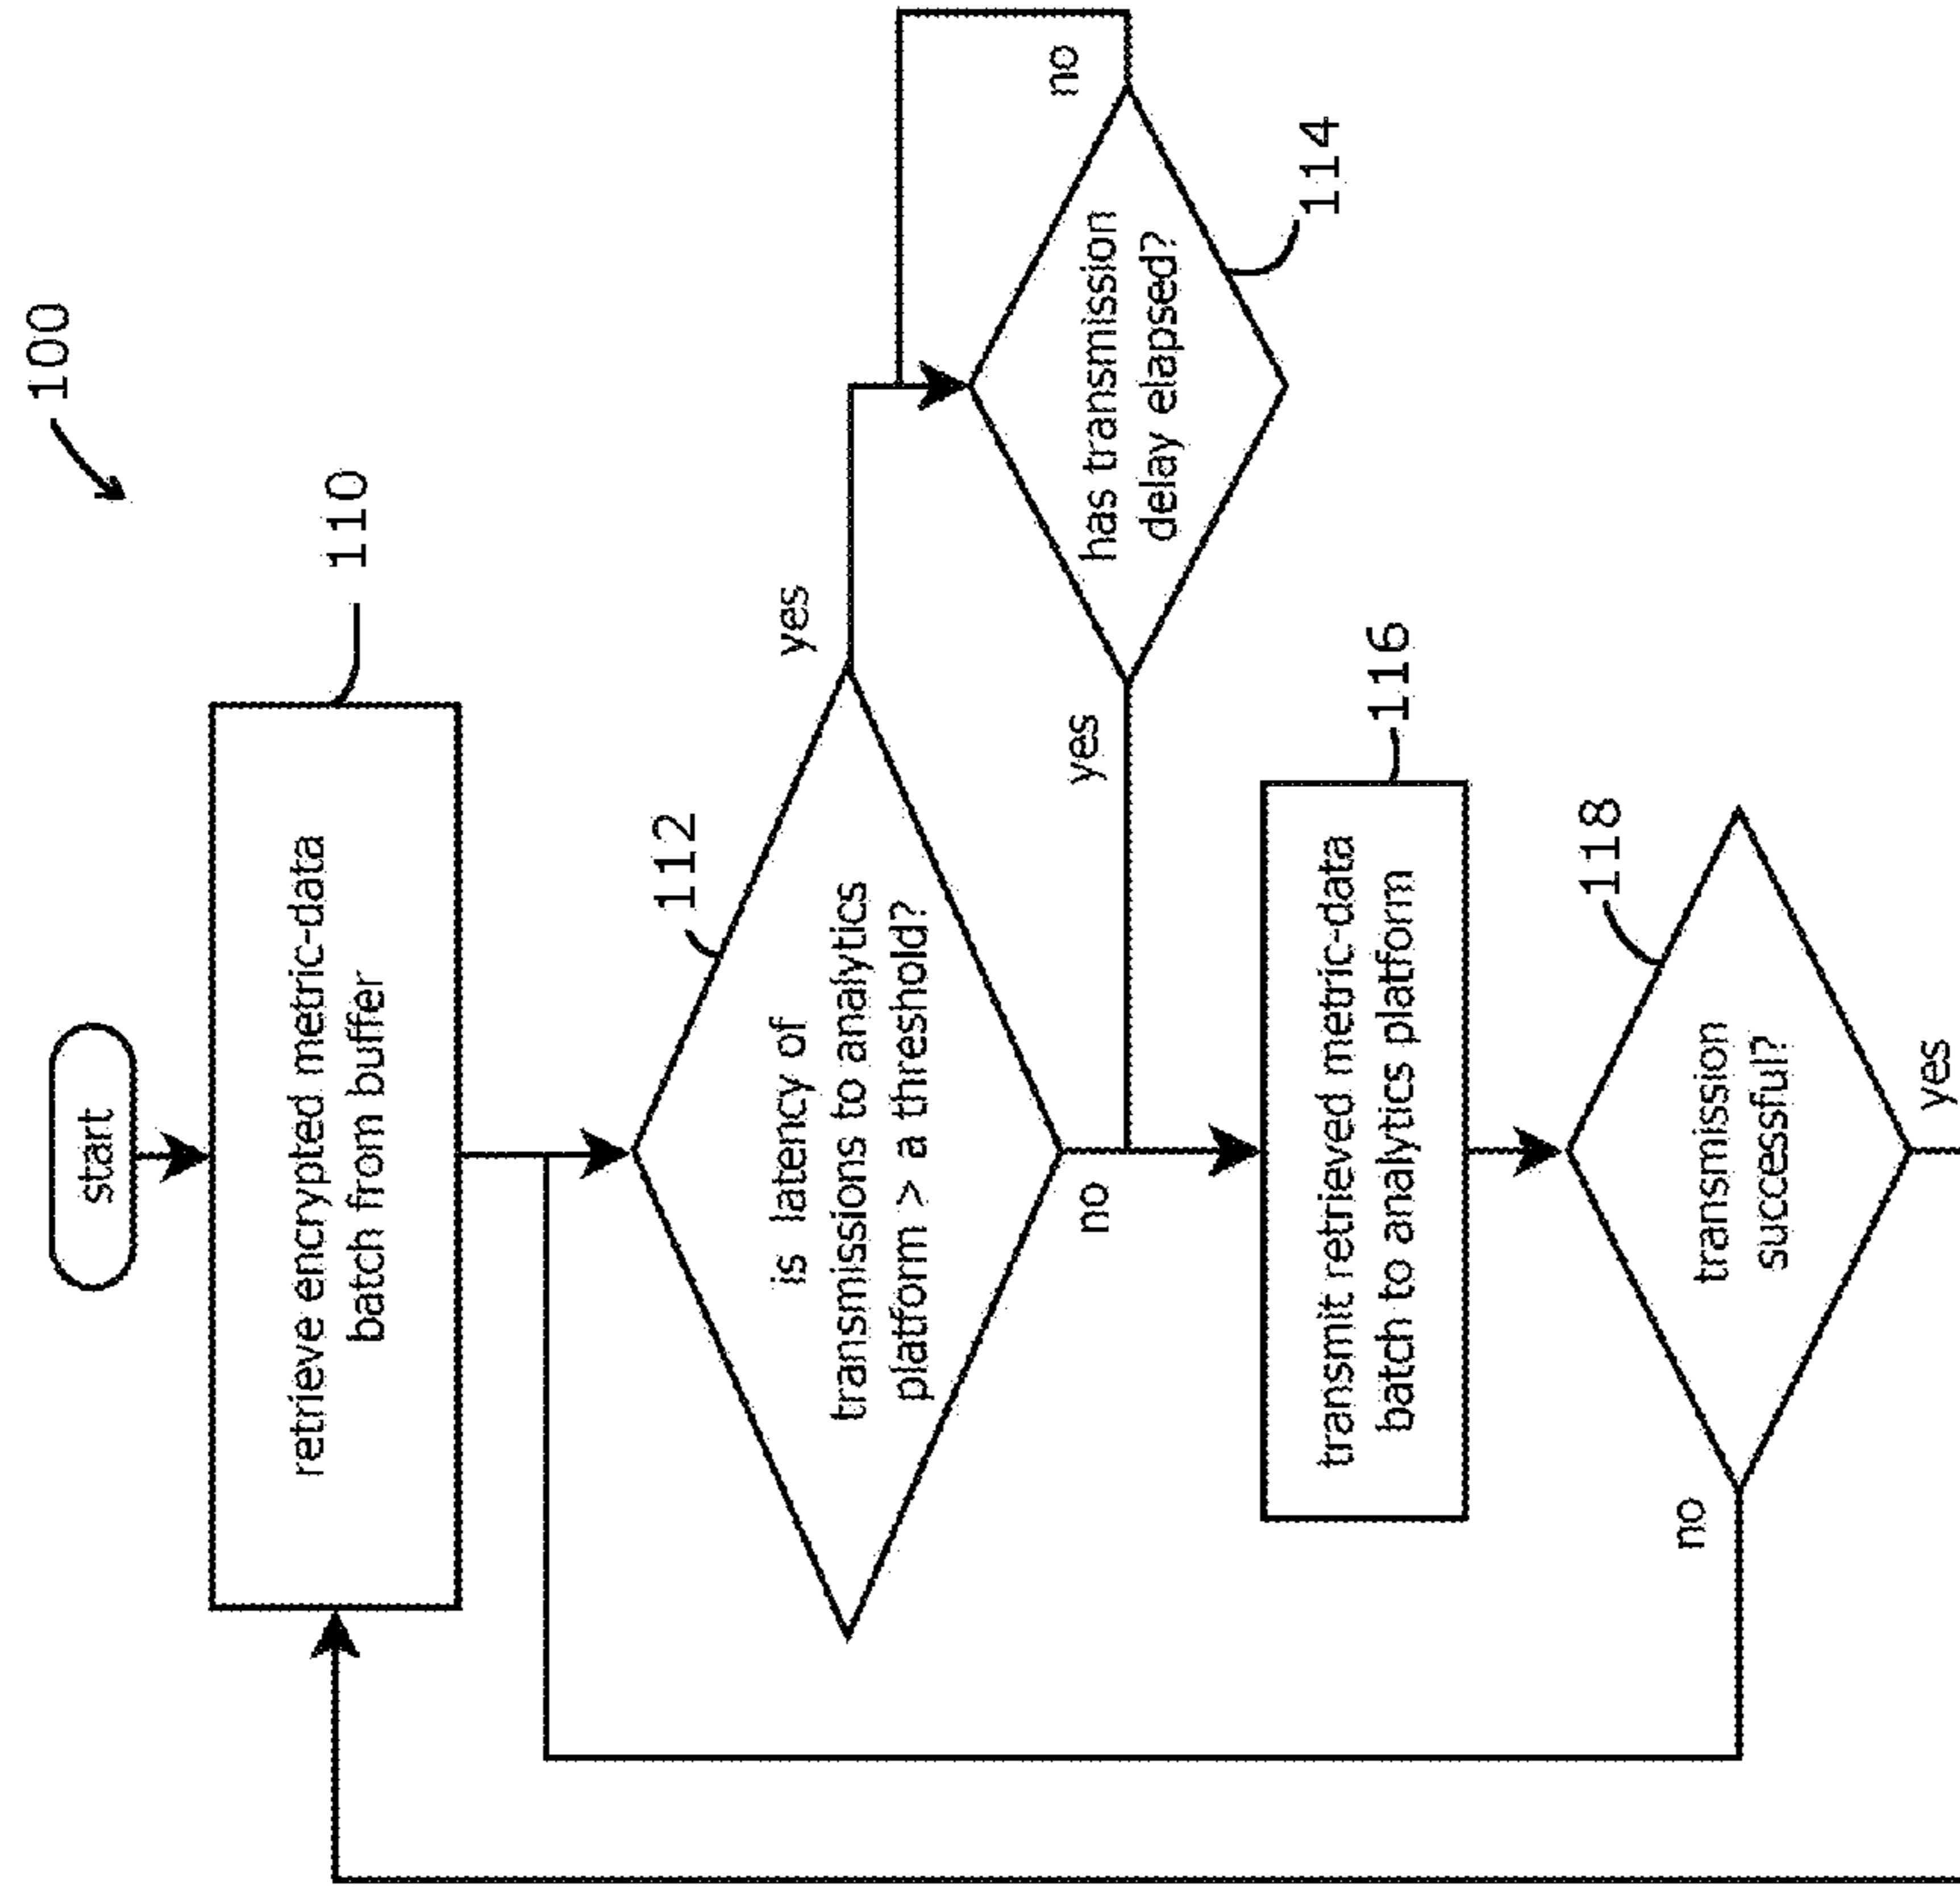 100
start
retrieve encrypted metric-data
batch from buffer
110
112
is latency of
transmissions to analytics
platform > a threshold?
yes
no
has transmission
delay elapsed?
no
114
yes
transmit retrieved metric-data
batch to analytics platform
116
118
transmission
successful?
no
yes